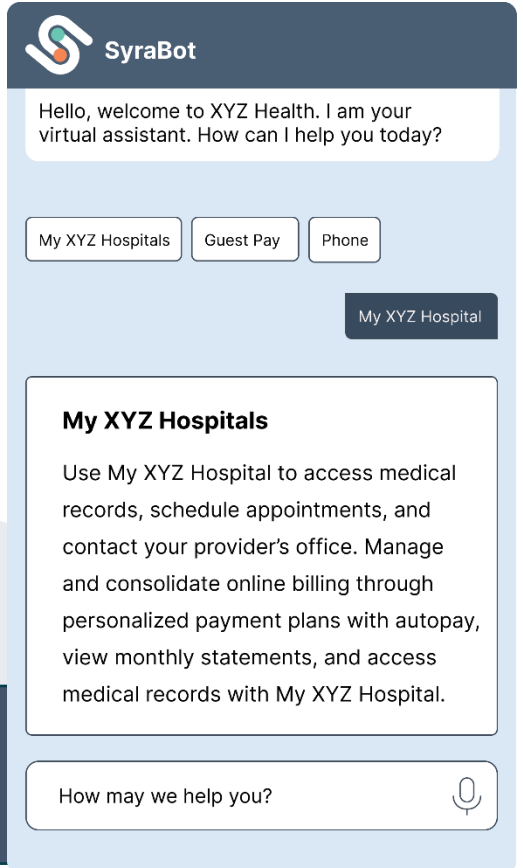 SyraBot
Hello, welcome to XYZ Health. I am your
virtual assistant. How can I help you today?
My XYZ Hospitals
Guest Pay
Phone
My XYZ Hospital
My XYZ Hospitals
Use My XYZ Hospital to access medical
records, schedule appointments, and
contact your provider’s office. Manage
and consolidate online billing through
personalized payment plans with autopay,
view monthly statements, and access
medical records with My XYZ Hospital.
How may we help you?